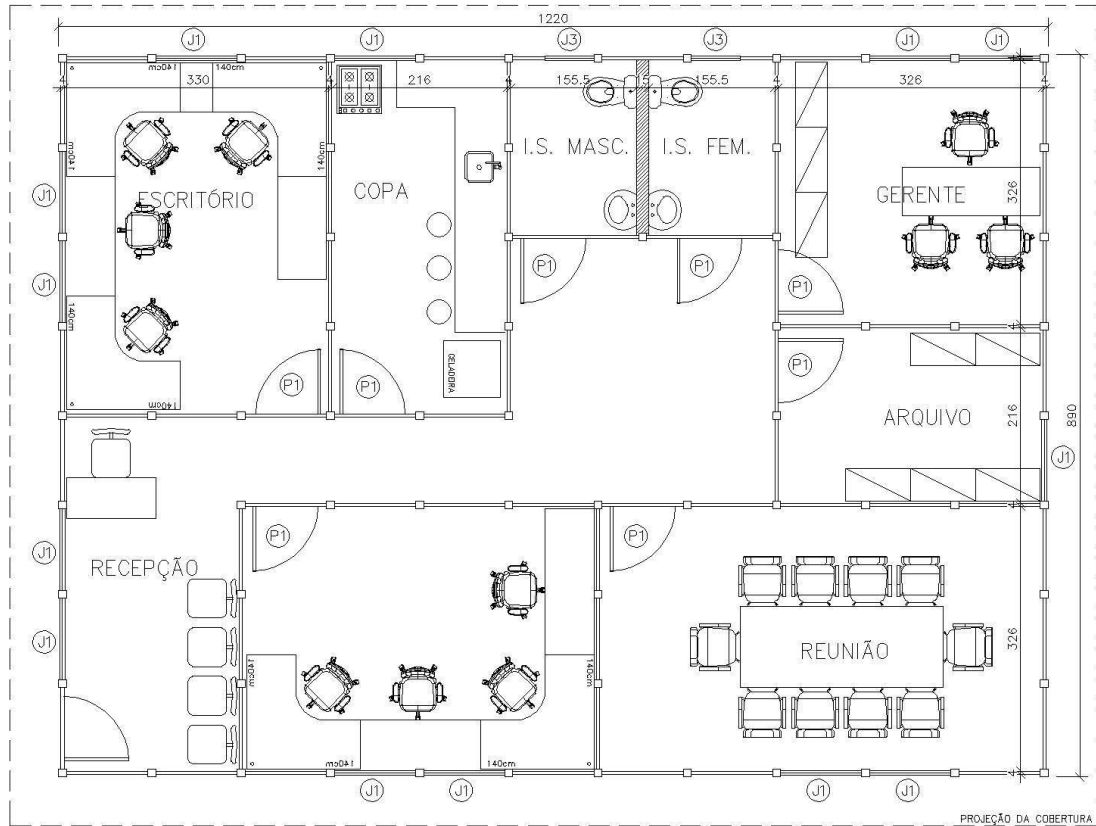 1220
J1 J1 J3 J3 J1 J1
140cm 140cm
4 330 4 216 4 155.5 5 155.5 4 326 4
140cm 140cm
I.S. MASC. I.S. FEM.
COPA
ESCRITÓRIO
GERENTE
326
J1
P1 P1 P1
J1
140cm
4
GELADEIRA
P1
P1 P1
140cm
ARQUIVO
216
890
J1
4
P1 P1
J1
RECEPÇÃO
REUNIÃO
326
J1
140cm 140cm
140cm 140cm
4
J1 J1 J1 J1
PROJEÇÃO DA COBERTURA